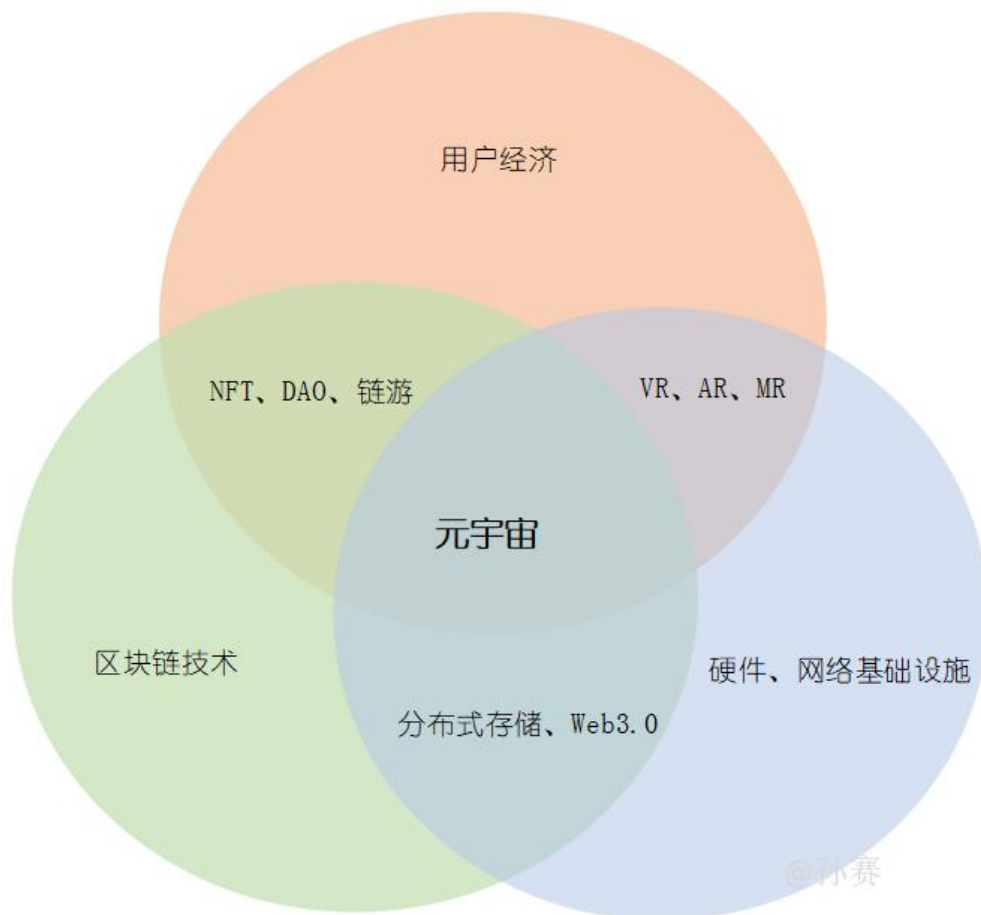 用户经济
NFT、DAO、链游
VR、AR、MR
元宇宙
区块链技术
硬件、网络基础设施
分布式存储、Web3.0
@孙赛